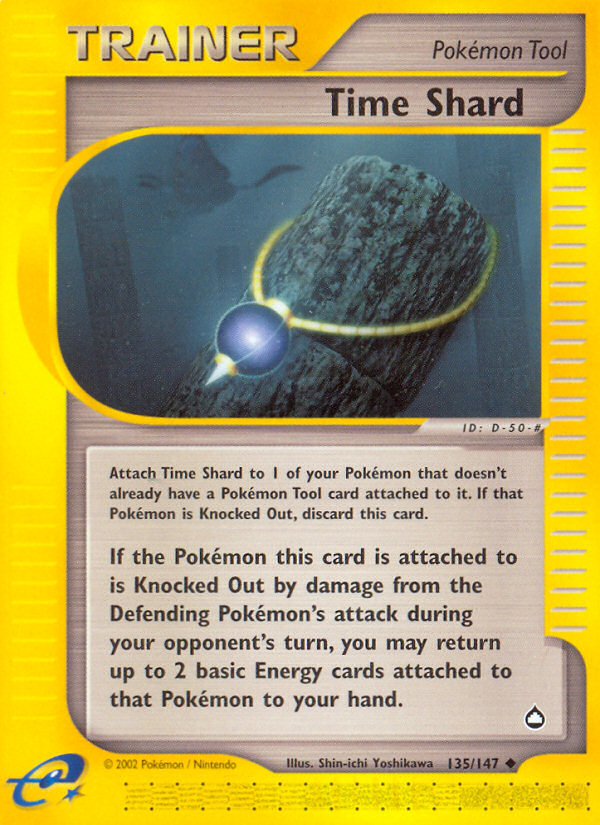 TRAINER
Pokémon Tool
Time Shard
ID: D-50-#
Attach Time Shard to 1 of your Pokémon that doesn't
already have a Pokémon Tool card attached to it. If that
Pokémon is Knocked Out, discard this card.
If the Pokémon this card is attached to
is Knocked Out by damage from the
Defending Pokémon's attack during
your opponent's turn, you may return
up to 2 basic Energy cards attached to
that Pokémon to your hand.
© 2002 Pokémon / Nintendo
Illus. Shin-ichi Yoshikawa 135/147 ◆
e